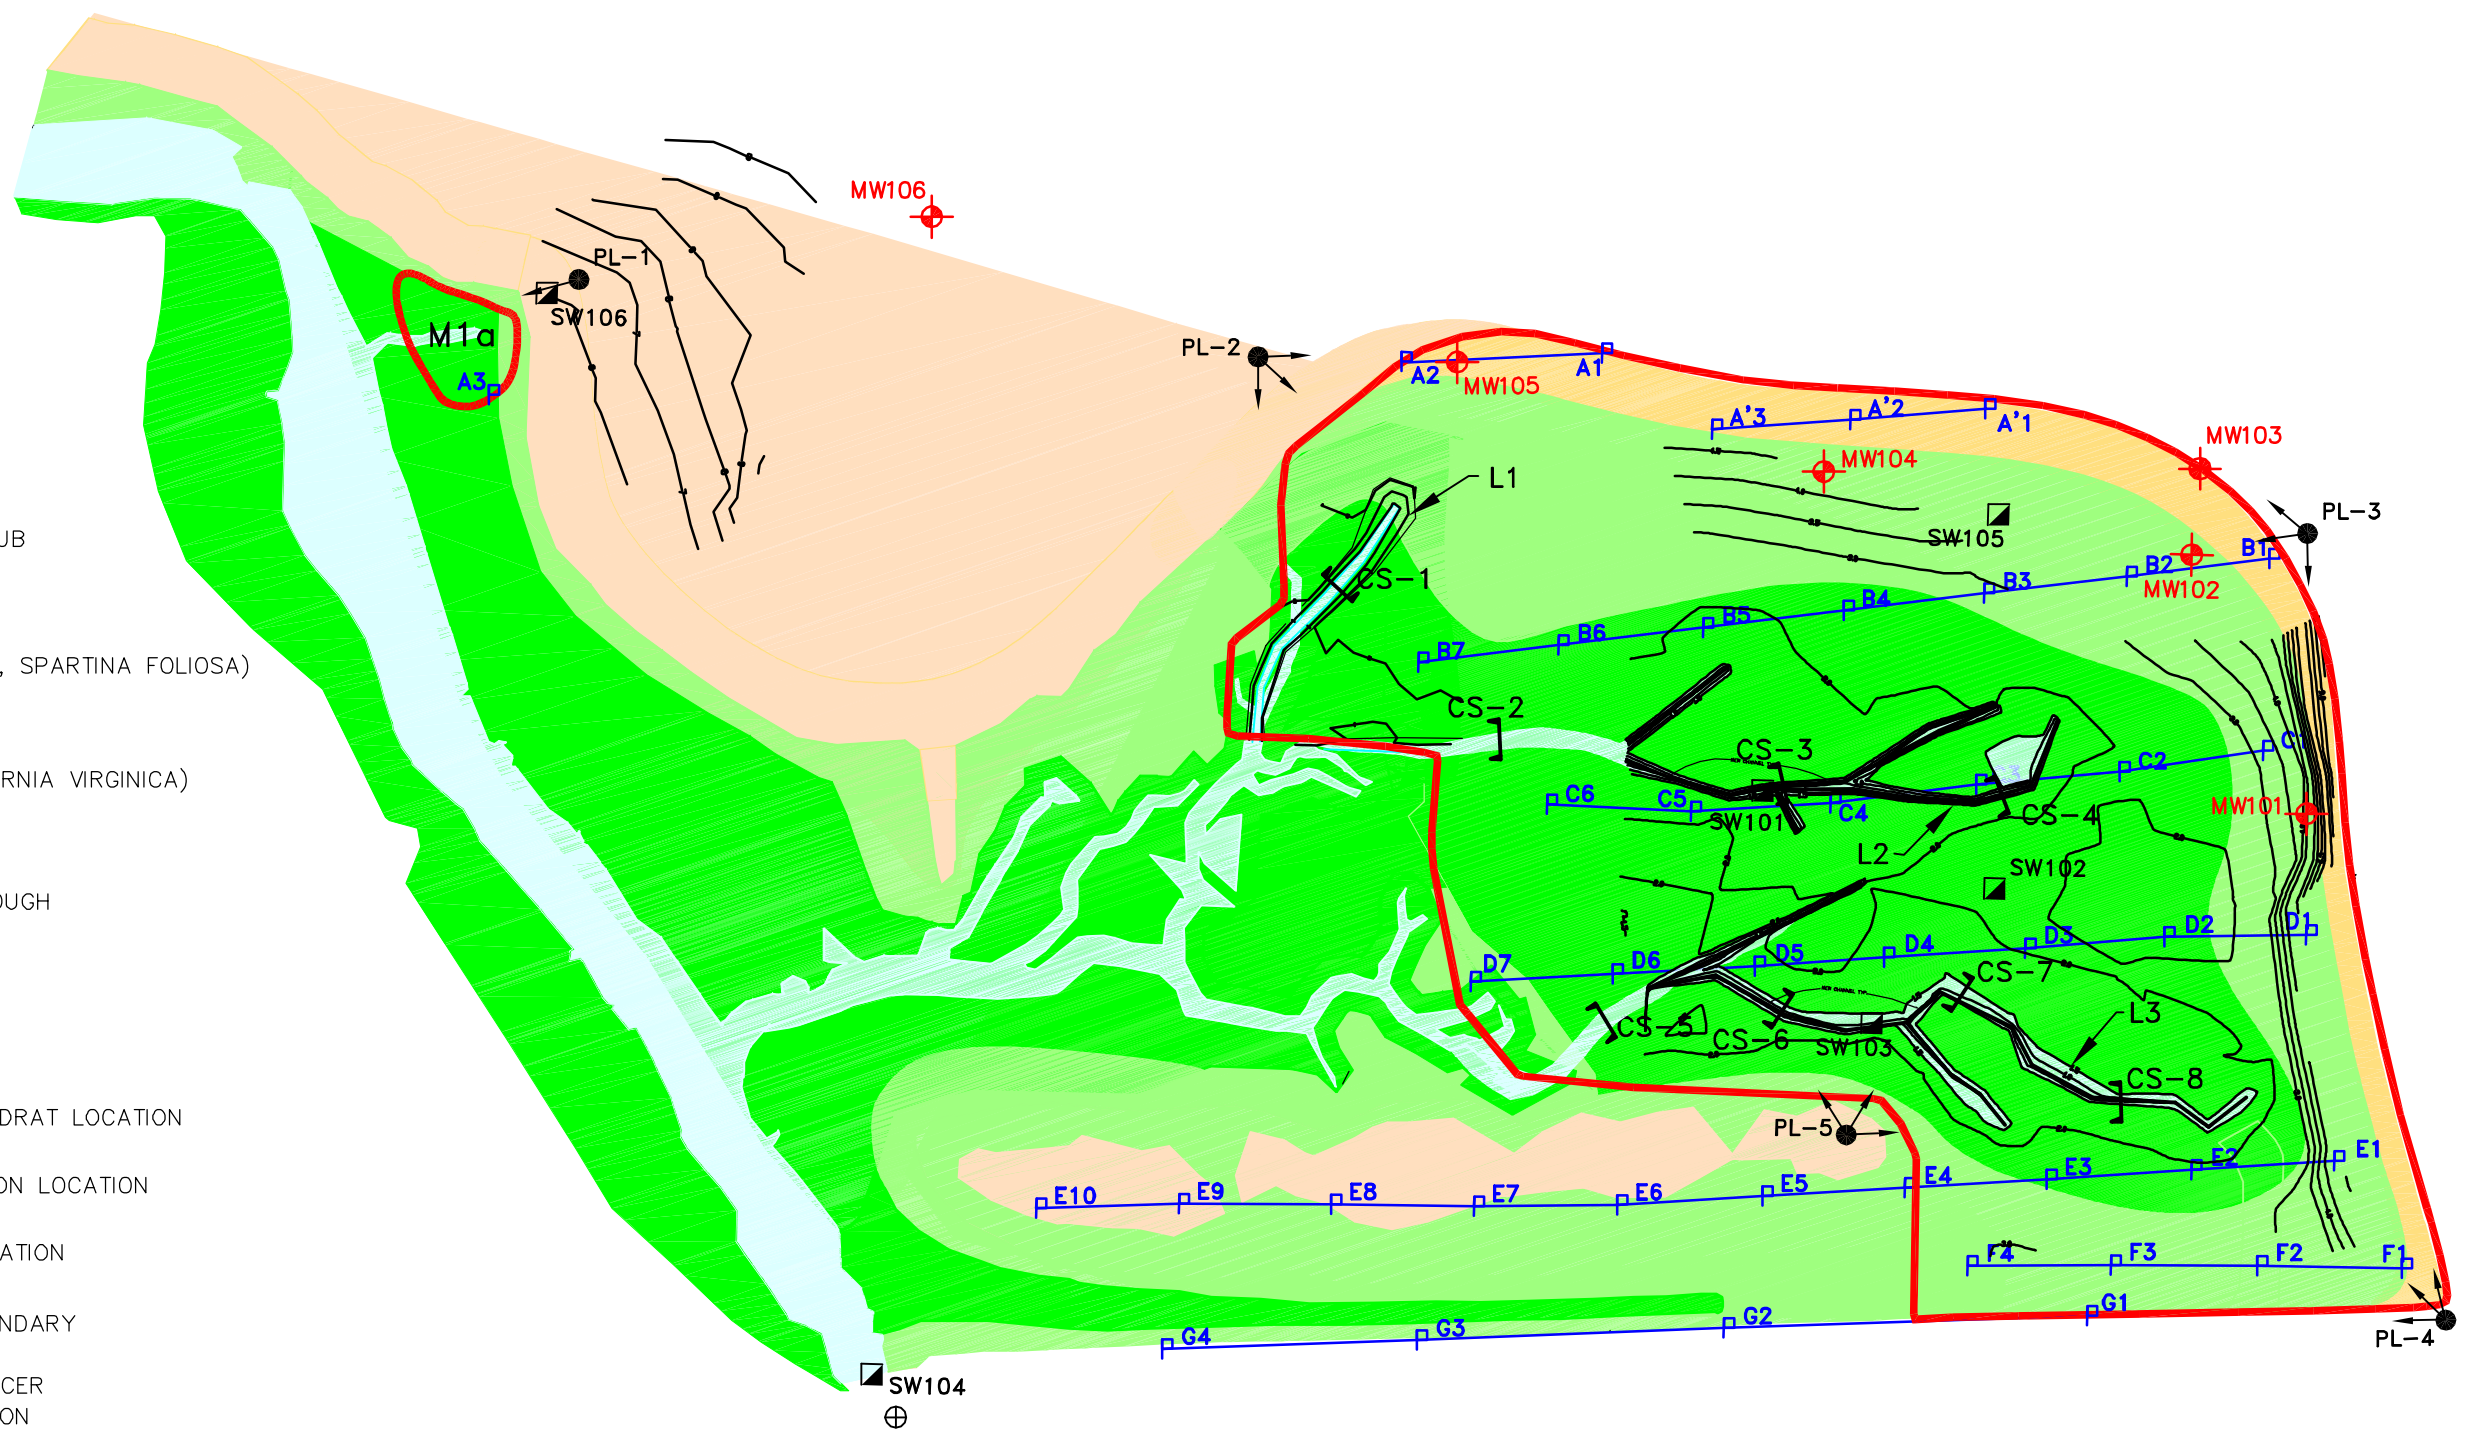 MW106
PL-1
SW106
M1a
A3
PL-2
A2
MW105
A1
A'3
A'2
A'1
MW103
MW104
L1
SW105
PL-3
UB
B1
B2
MW102
B3
B4
B5
B6
B7
CS-1
, SPARTINA FOLIOSA)
CS-2
CS-3
C1
C2
RNIA VIRGINICA)
C6
C5
C4
SW101
MW101
CS-4
L2
SW102
OUGH
D1
D2
D3
D4
D5
D6
D7
CS-7
L3
CS-5
CS-6
SW103
CS-8
DRAT LOCATION
PL-5
E1
E2
E3
E4
E5
E6
E7
E8
E9
E10
ON LOCATION
ATION
F4
F3
F2
F1
G1
G2
G3
G4
NDARY
PL-4
CER
SW104
ON